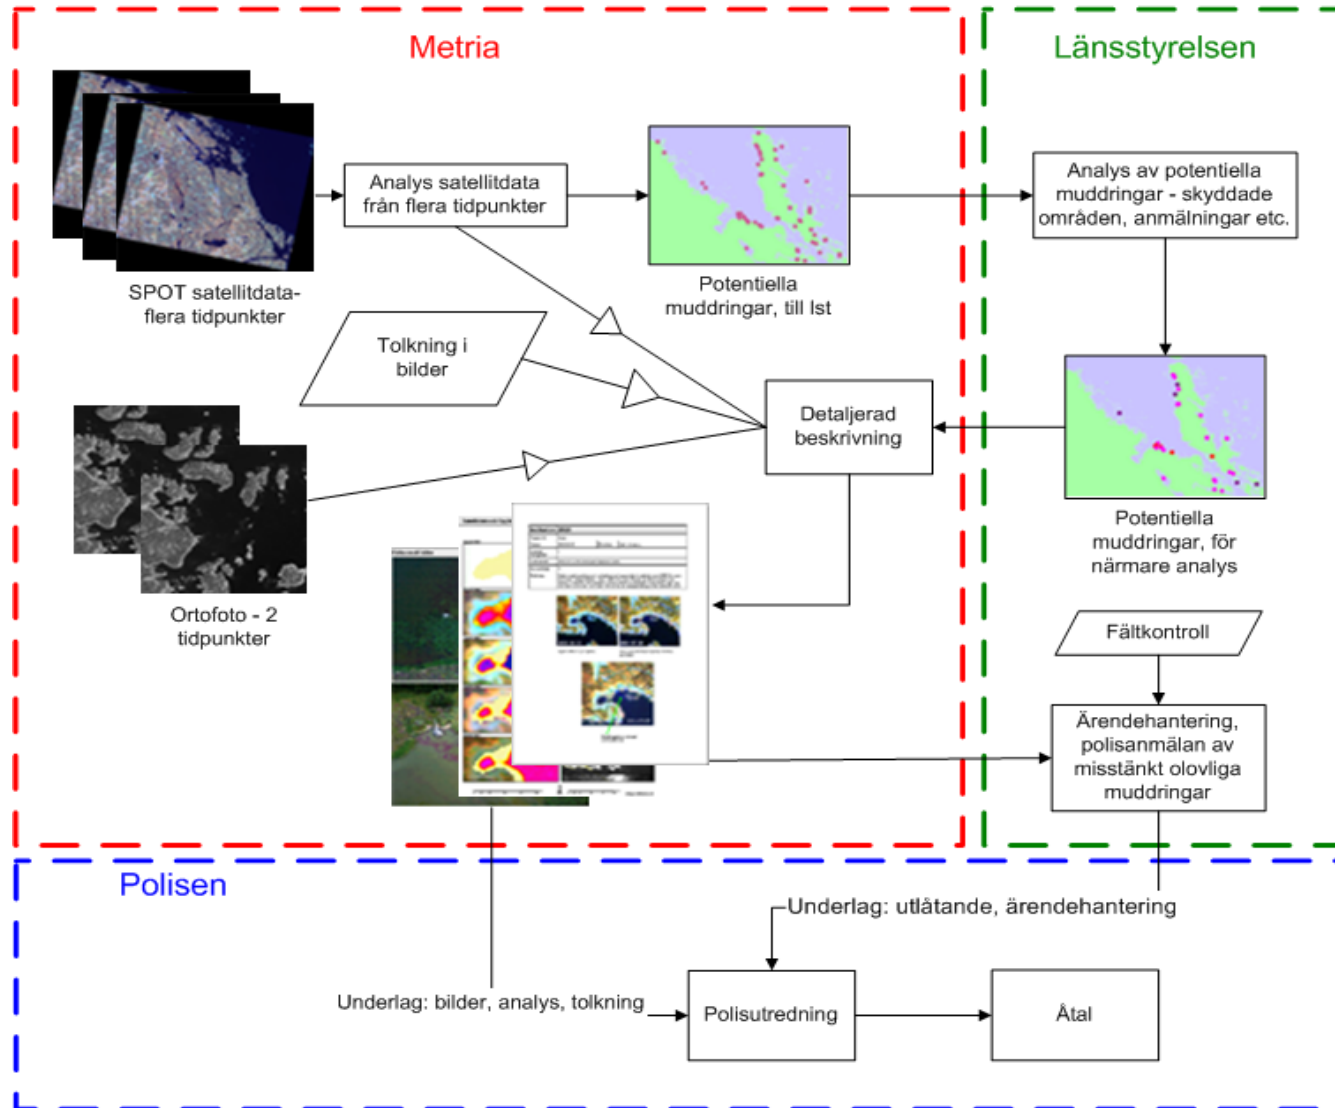 Metria
Länsstyrelsen
Analys satellitdata
från flera tidpunkter
Analys av potentiella
muddringar - skyddade
områden, anmälningar etc.
SPOT satellitdata-
flera tidpunkter
Potentiella
muddringar, till lst
Tolkning i
bilder
Detaljerad
beskrivning
Potentiella
muddringar, för
närmare analys
Ortofoto - 2
tidpunkter
Fältkontroll
Ärendehantering,
polisanmälan av
misstänkt olovliga
muddringar
Polisen
Underlag: utlåtande, ärendehantering
Underlag: bilder, analys, tolkning
Polisutredning
Åtal